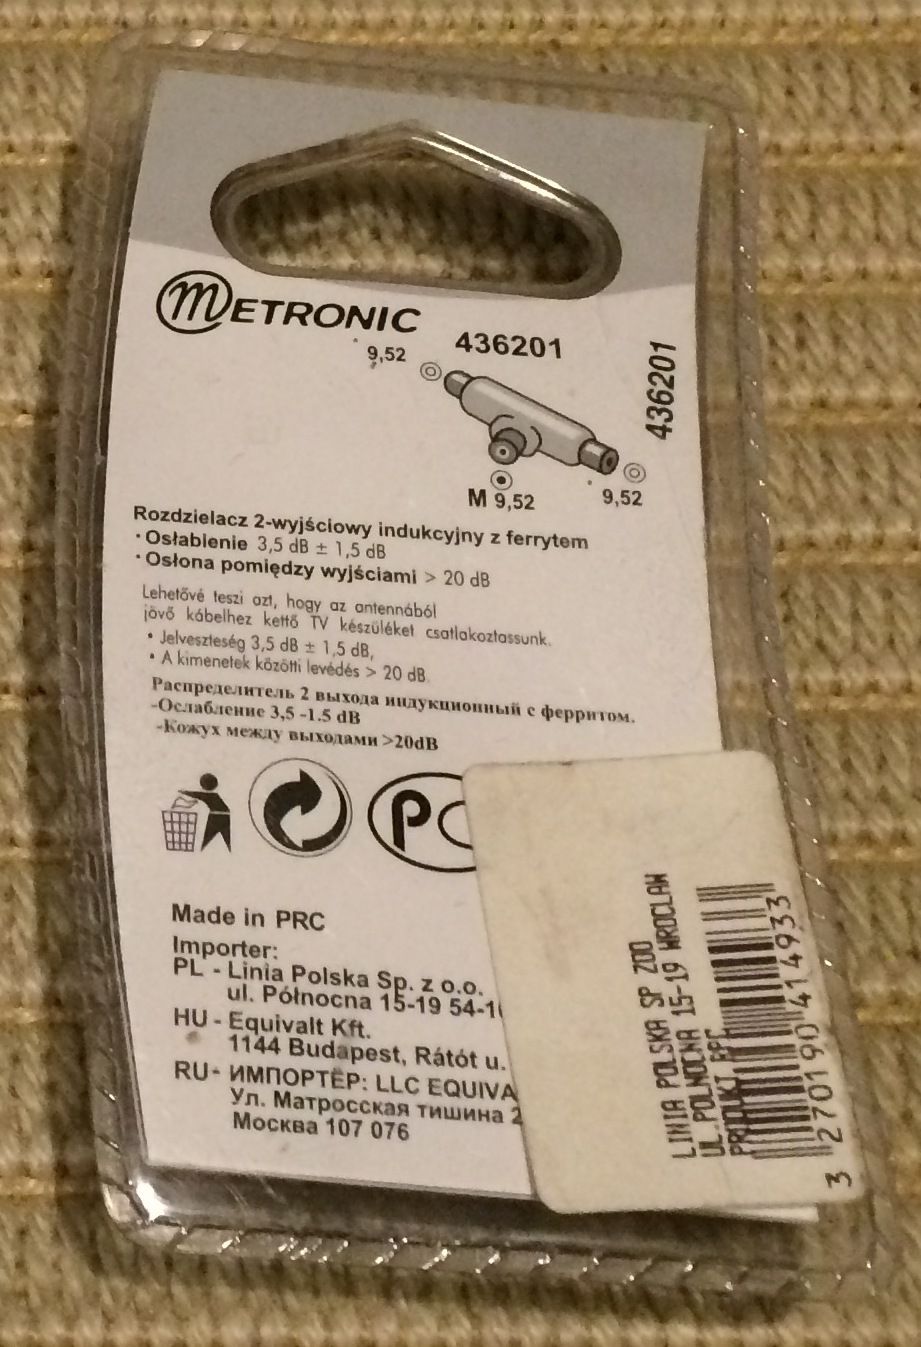 METRONIC
436201
9,52
436201
M 9,52
9,52
Rozdzielacz 2-wyjściowy indukcyjny z ferrytem
• Osłabienie 3,5 dB ± 1,5 dB
• Osłona pomiędzy wyjściami > 20 dB
Lehetővé teszi azt, hogy az antennából
jövő kábelhez kettő TV készüléket csatlakoztassunk.
• Jelveszteség 3,5 dB ± 1,5 dB,
• A kimenetek közötti levédés > 20 dB
Распределитель 2 выхода индукционный с ферритом.
-Ослабление 3,5 -1.5 dB
-Кожух между выходами >20dB
PC
Made in PRC
Importer:
PL - Linia Polska Sp. z o.o.
ul. Północna 15-19 54-1
HU - Equivalt Kft.
1144 Budapest, Rátót u.
RU- ИМПОРТЁР: LLC EQUIVA
Ул. Матросская тишина 2
Москва 107 076
LINIA POLSKA SP ZOO
UL.POLNOCNA 15-19 WROCLAW
PRODUKT RPC
3 270190 414933